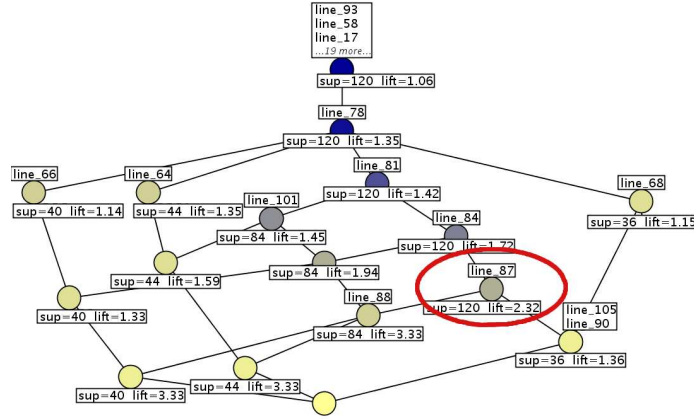 line_93
line_58
line_17
...19 more...
sup=120 lift=1.06
line_78
sup=120 lift=1.35
line_66
line_64
line_81
line_68
sup=40 lift=1.14
sup=44 lift=1.35
sup=120 lift=1.42
sup=36 lift=1.15
line_101
line_84
sup=84 lift=1.45
sup=120 lift=1.72
sup=44 lift=1.59
sup=84 lift=1.94
line_87
sup=40 lift=1.33
line_88
sup=120 lift=2.32
line_105
line_90
sup=84 lift=3.33
sup=36 lift=1.36
sup=40 lift=3.33
sup=44 lift=3.33